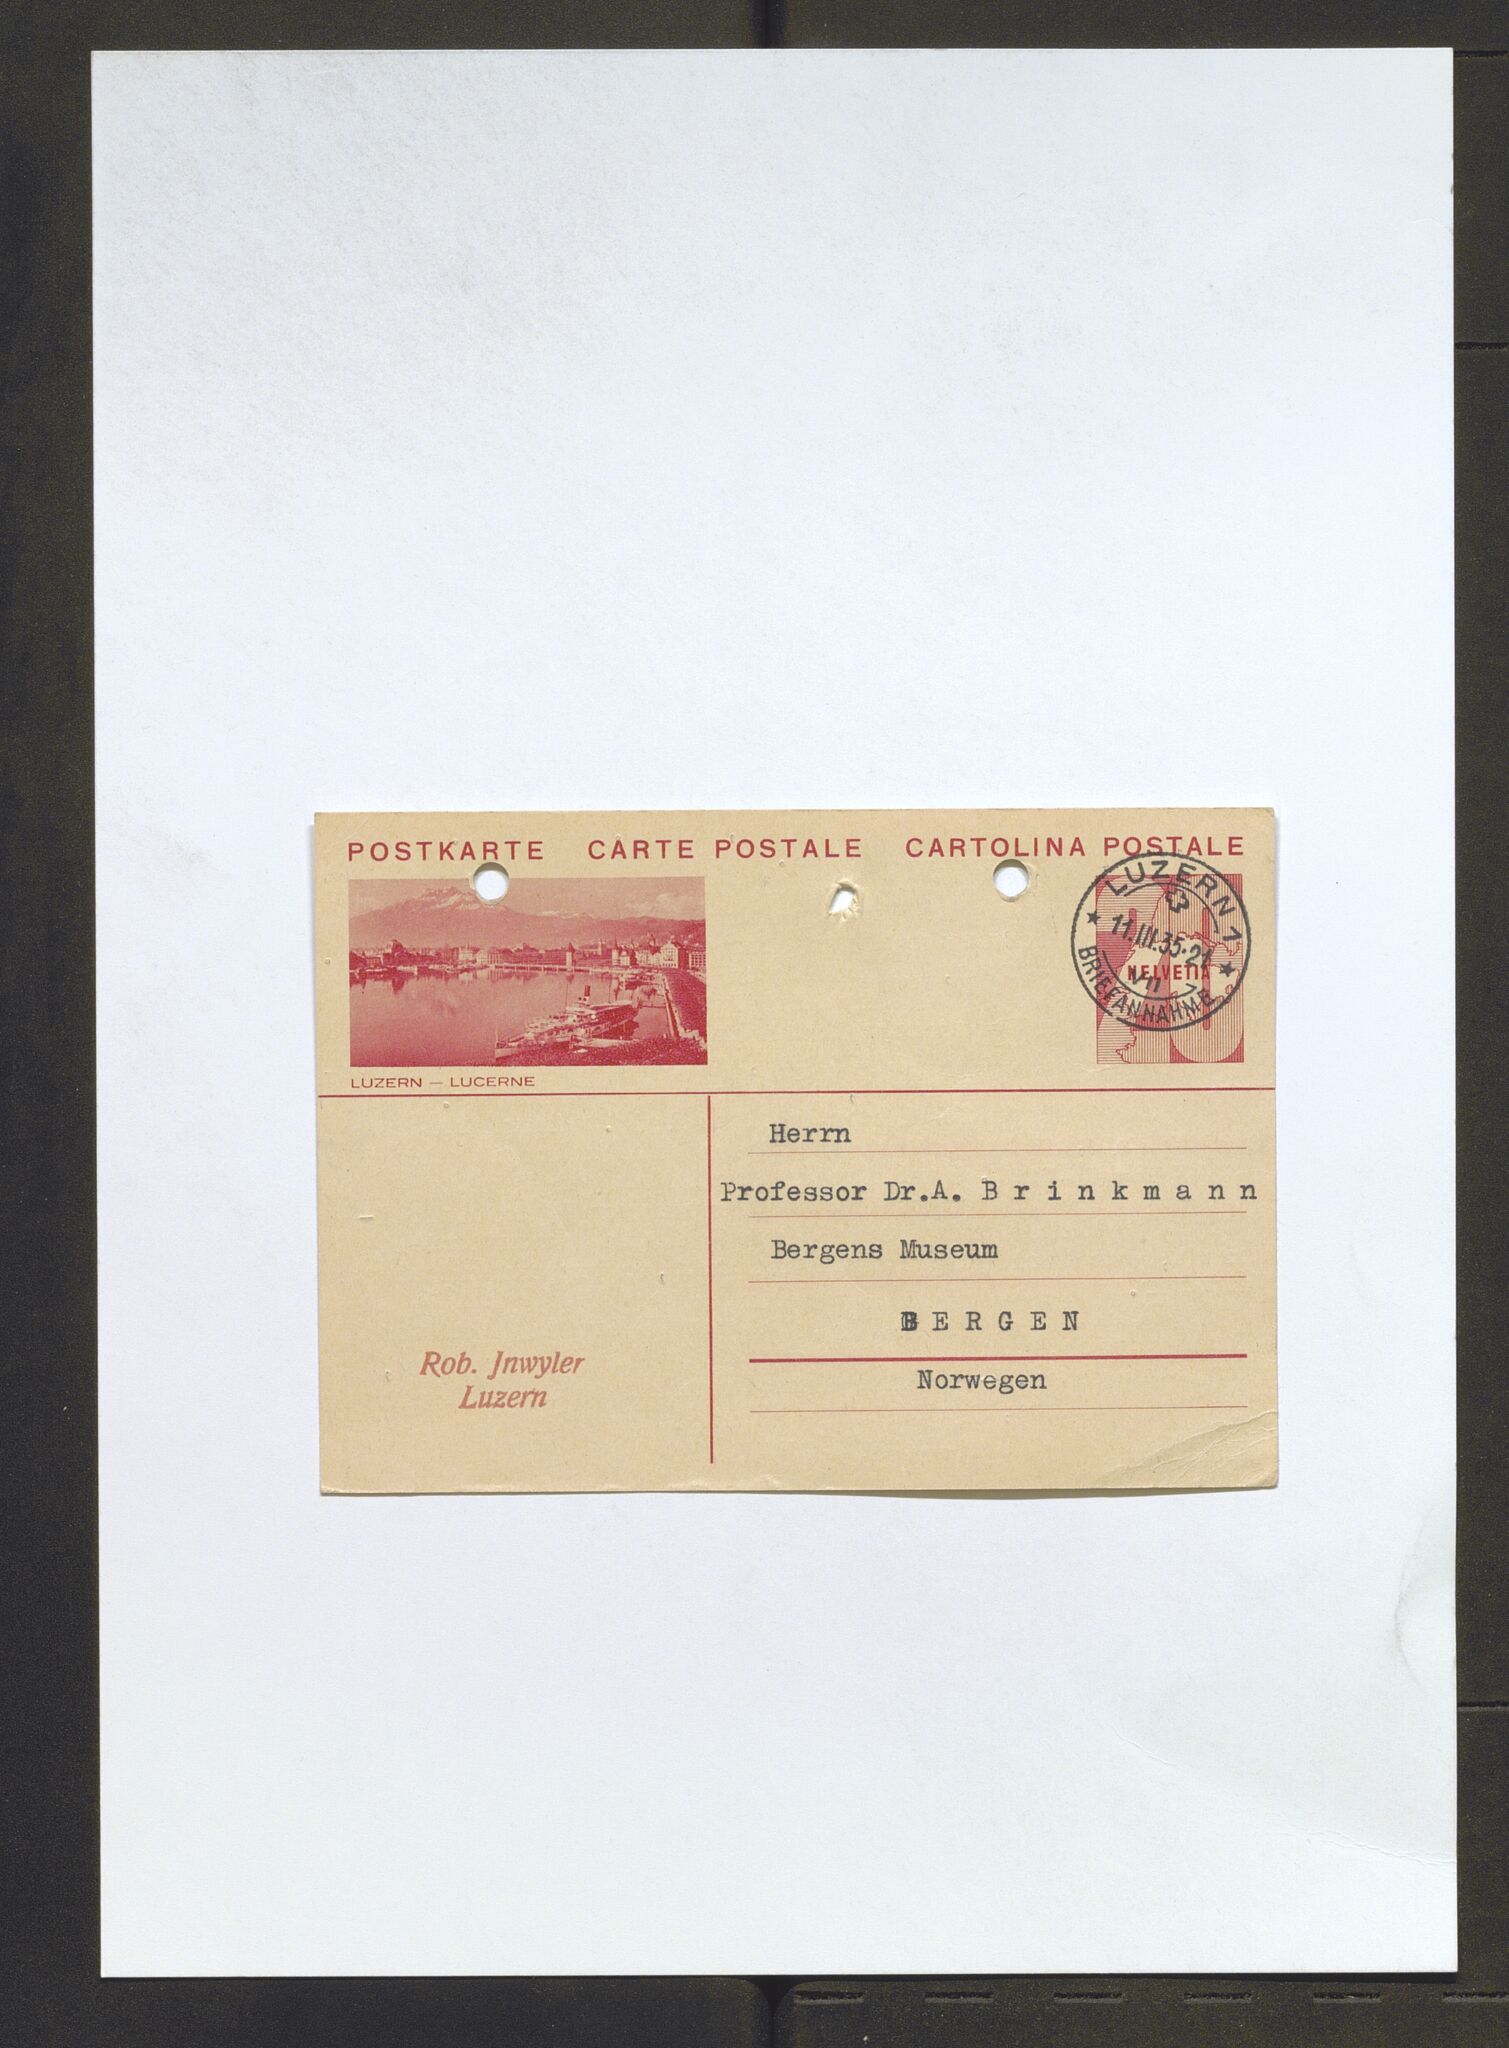 POSTKARTE CARTE POSTALE CARTOLINA POSTALE
LUZERN 1
11.III.35-21
VII
BRIEFANNAHME
HELVETIA
LUZERN — LUCERNE
Herrn
Professor Dr.A. Brinkmann
Bergens Museum
BERGEN
Norwegen
Rob. Jnwyler
Luzern